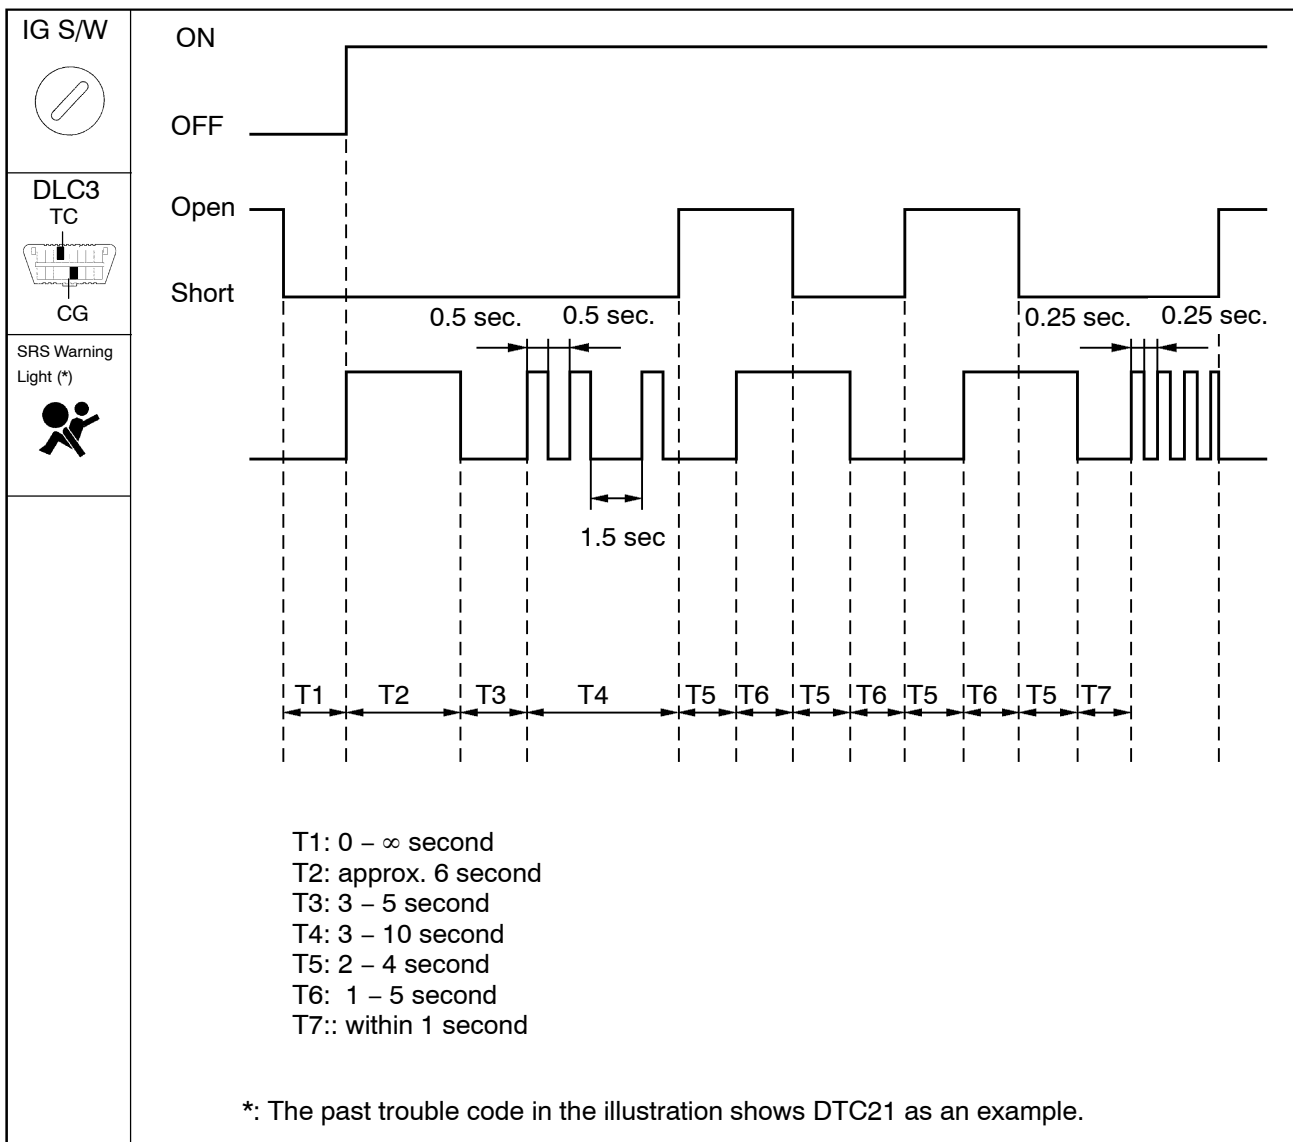 IG S/W
ON
OFF
DLC3
TC
CG
Open
Short
0.5 sec. 0.5 sec.
0.25 sec. 0.25 sec.
SRS Warning
Light (*)
1.5 sec
T1 T2 T3 T4 T5 T6 T5 T6 T5 T6 T5 T7
T1: 0 – ∞ second
T2: approx. 6 second
T3: 3 – 5 second
T4: 3 – 10 second
T5: 2 – 4 second
T6: 1 – 5 second
T7:: within 1 second
*: The past trouble code in the illustration shows DTC21 as an example.